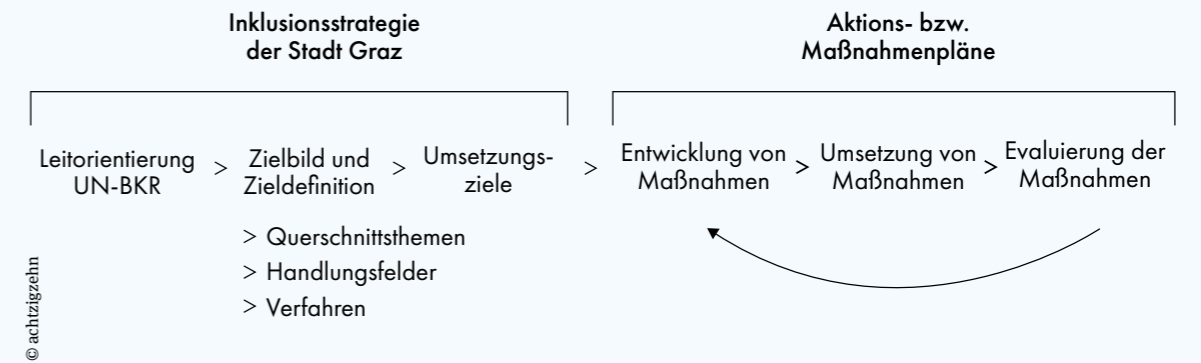 Inklusionsstrategie
der Stadt Graz
Aktions- bzw.
Maßnahmenpläne
Leitorientierung
UN-BKR
>
Zielbild und
Zieldefinition
>
Umsetzungs-
ziele
>
Entwicklung von
Maßnahmen
>
Umsetzung von
Maßnahmen
>
Evaluierung der
Maßnahmen
> Querschnittsthemen
> Handlungsfelder
> Verfahren
© achtzigzehn